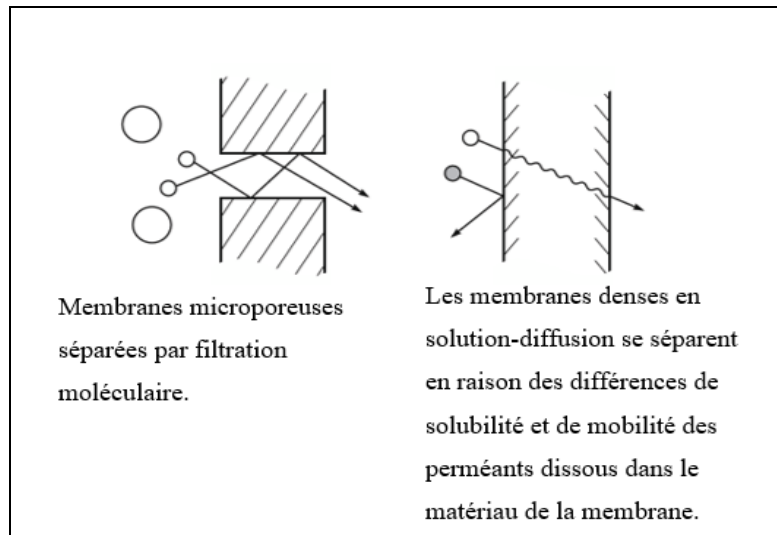 Membranes microporeuses
séparées par filtration
moléculaire.
Les membranes denses en
solution-diffusion se séparent
en raison des différences de
solubilité et de mobilité des
perméants dissous dans le
matériau de la membrane.